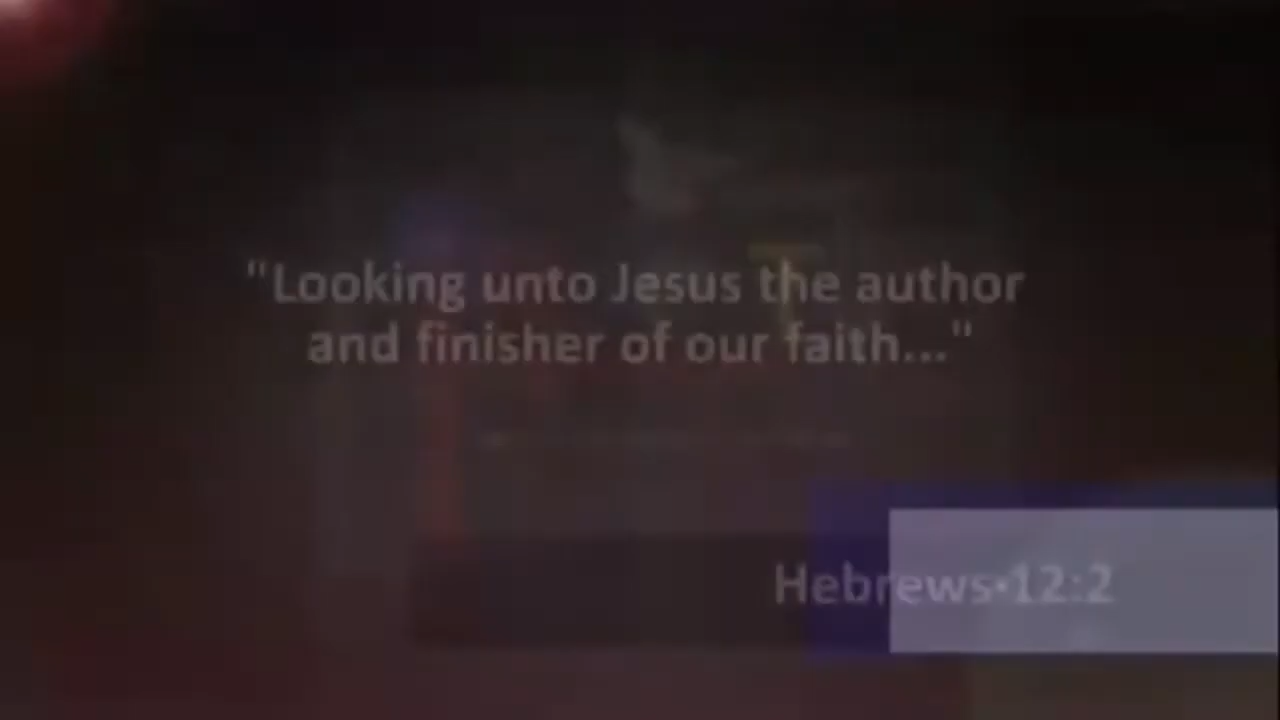 "Looking unto Jesus the author
and finisher of our faith..."
Hebrews 12:2